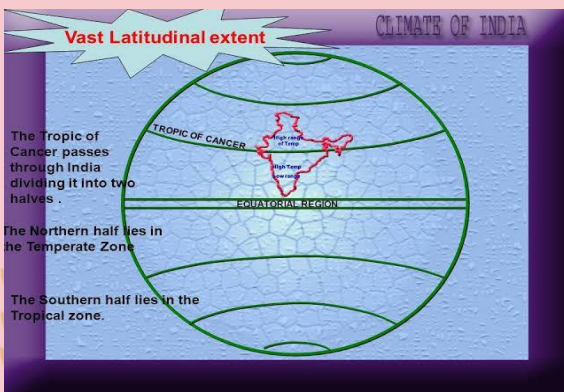 CLIMATE OF INDIA
Vast Latitudinal extent
The Tropic of
Cancer passes
through India
dividing it into two
halves .
The Northern half lies in
the Temperate Zone
The Southern half lies in the
Tropical zone.
TROPIC OF CANCER
High range
of Temp
High Temp
Low range
EQUATORIAL REGION